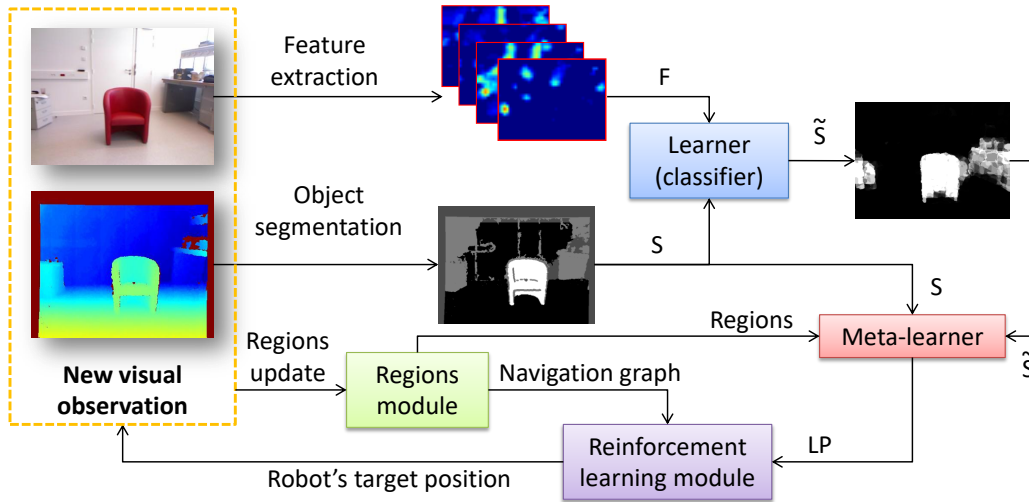 Feature
extraction
F
Learner
(classifier)
S̃
Object
segmentation
S
S
Regions
Meta-learner
S̃
Regions
update
New visual
observation
Regions
module
Navigation graph
Reinforcement
learning module
LP
Robot's target position